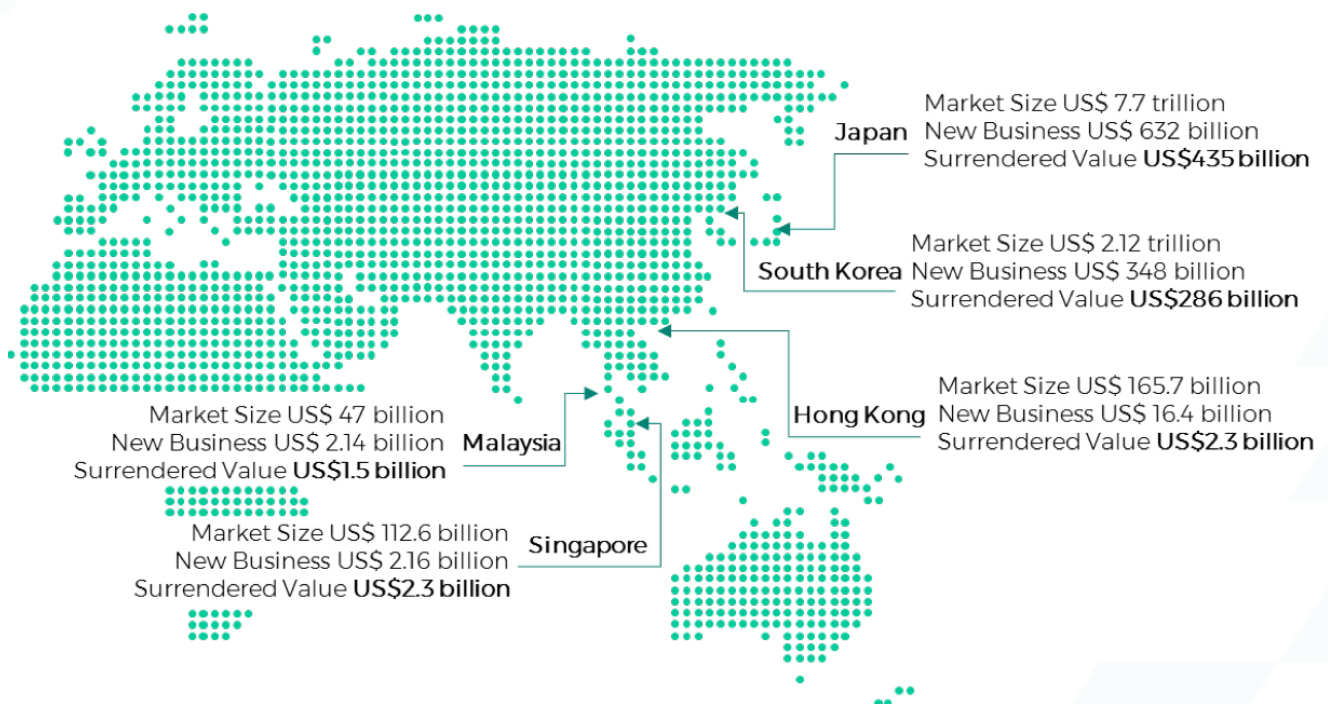 Japan
Market Size US$ 7.7 trillion
New Business US$ 632 billion
Surrendered Value US$435 billion
South Korea
Market Size US$ 2.12 trillion
New Business US$ 348 billion
Surrendered Value US$286 billion
Hong Kong
Market Size US$ 165.7 billion
New Business US$ 16.4 billion
Surrendered Value US$2.3 billion
Market Size US$ 47 billion
New Business US$ 2.14 billion
Surrendered Value US$1.5 billion
Malaysia
Market Size US$ 112.6 billion
New Business US$ 2.16 billion
Surrendered Value US$2.3 billion
Singapore